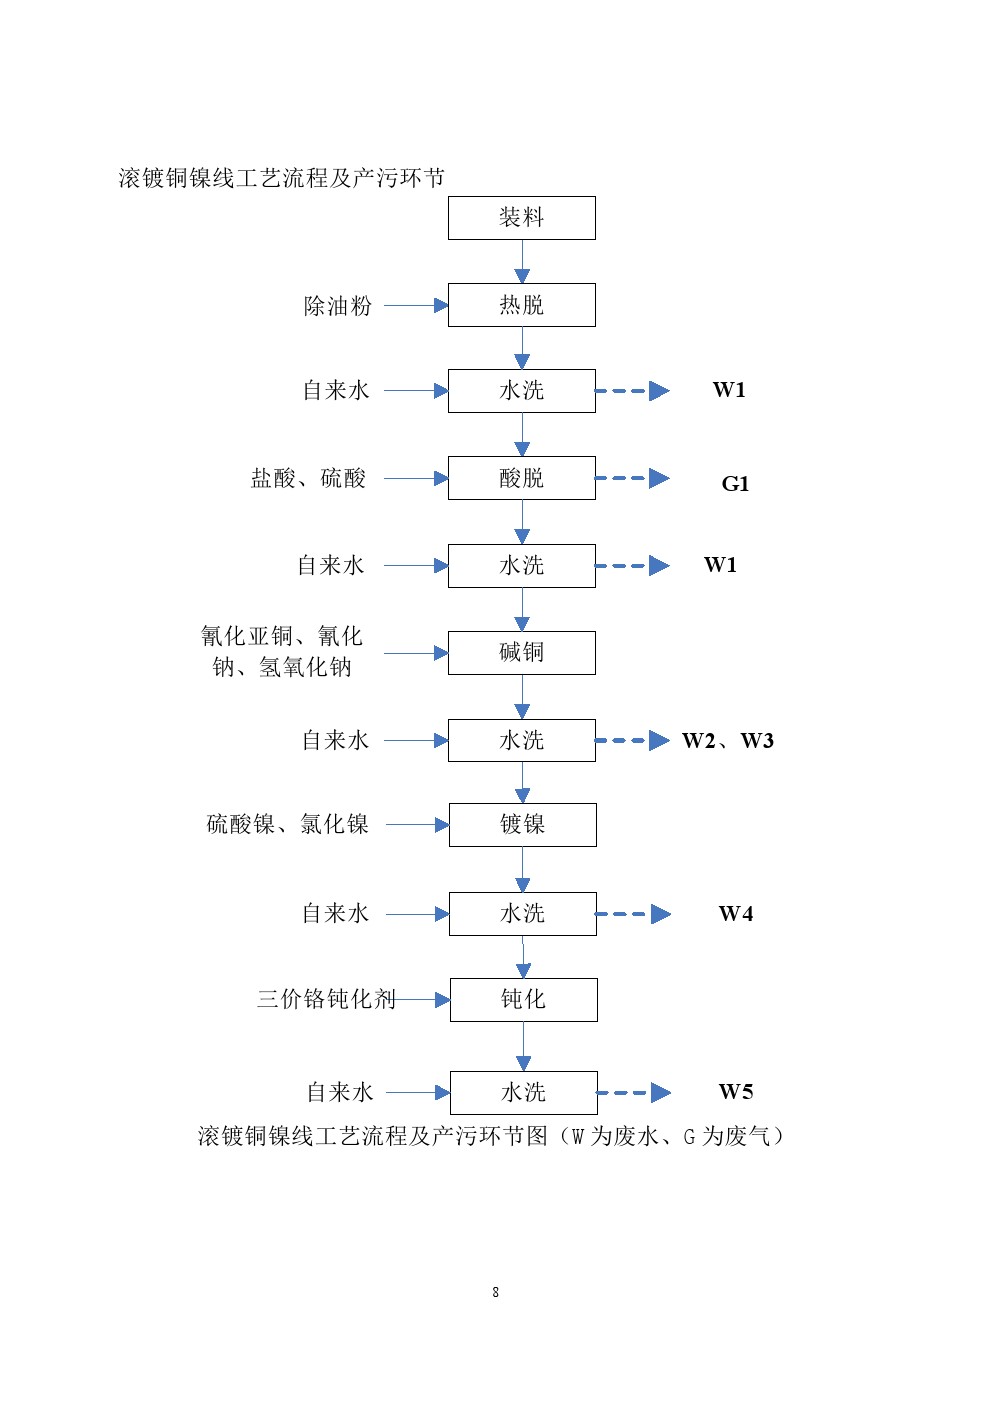 滚镀铜镍线工艺流程及产污环节
装料
除油粉 热脱
自来水 水洗 W1
盐酸、硫酸 酸脱 G1
自来水 水洗 W1
氰化亚铜、氰化
钠、氢氧化钠 碱铜
自来水 水洗 W2、W3
硫酸镍、氯化镍 镀镍
自来水 水洗 W4
三价铬钝化剂 钝化
自来水 水洗 W5
滚镀铜镍线工艺流程及产污环节图（W为废水、G为废气）
8